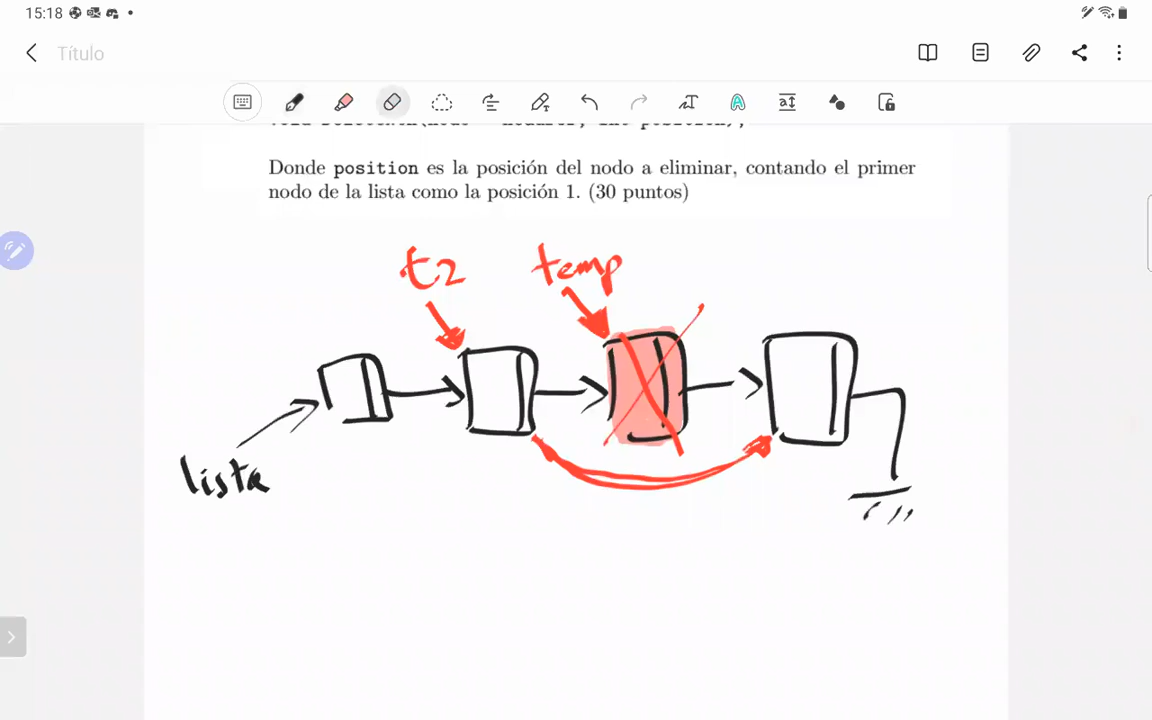 15:18
Título
Donde position es la posición del nodo a eliminar, contando el primer
nodo de la lista como la posición 1. (30 puntos)
t2
temp
lista